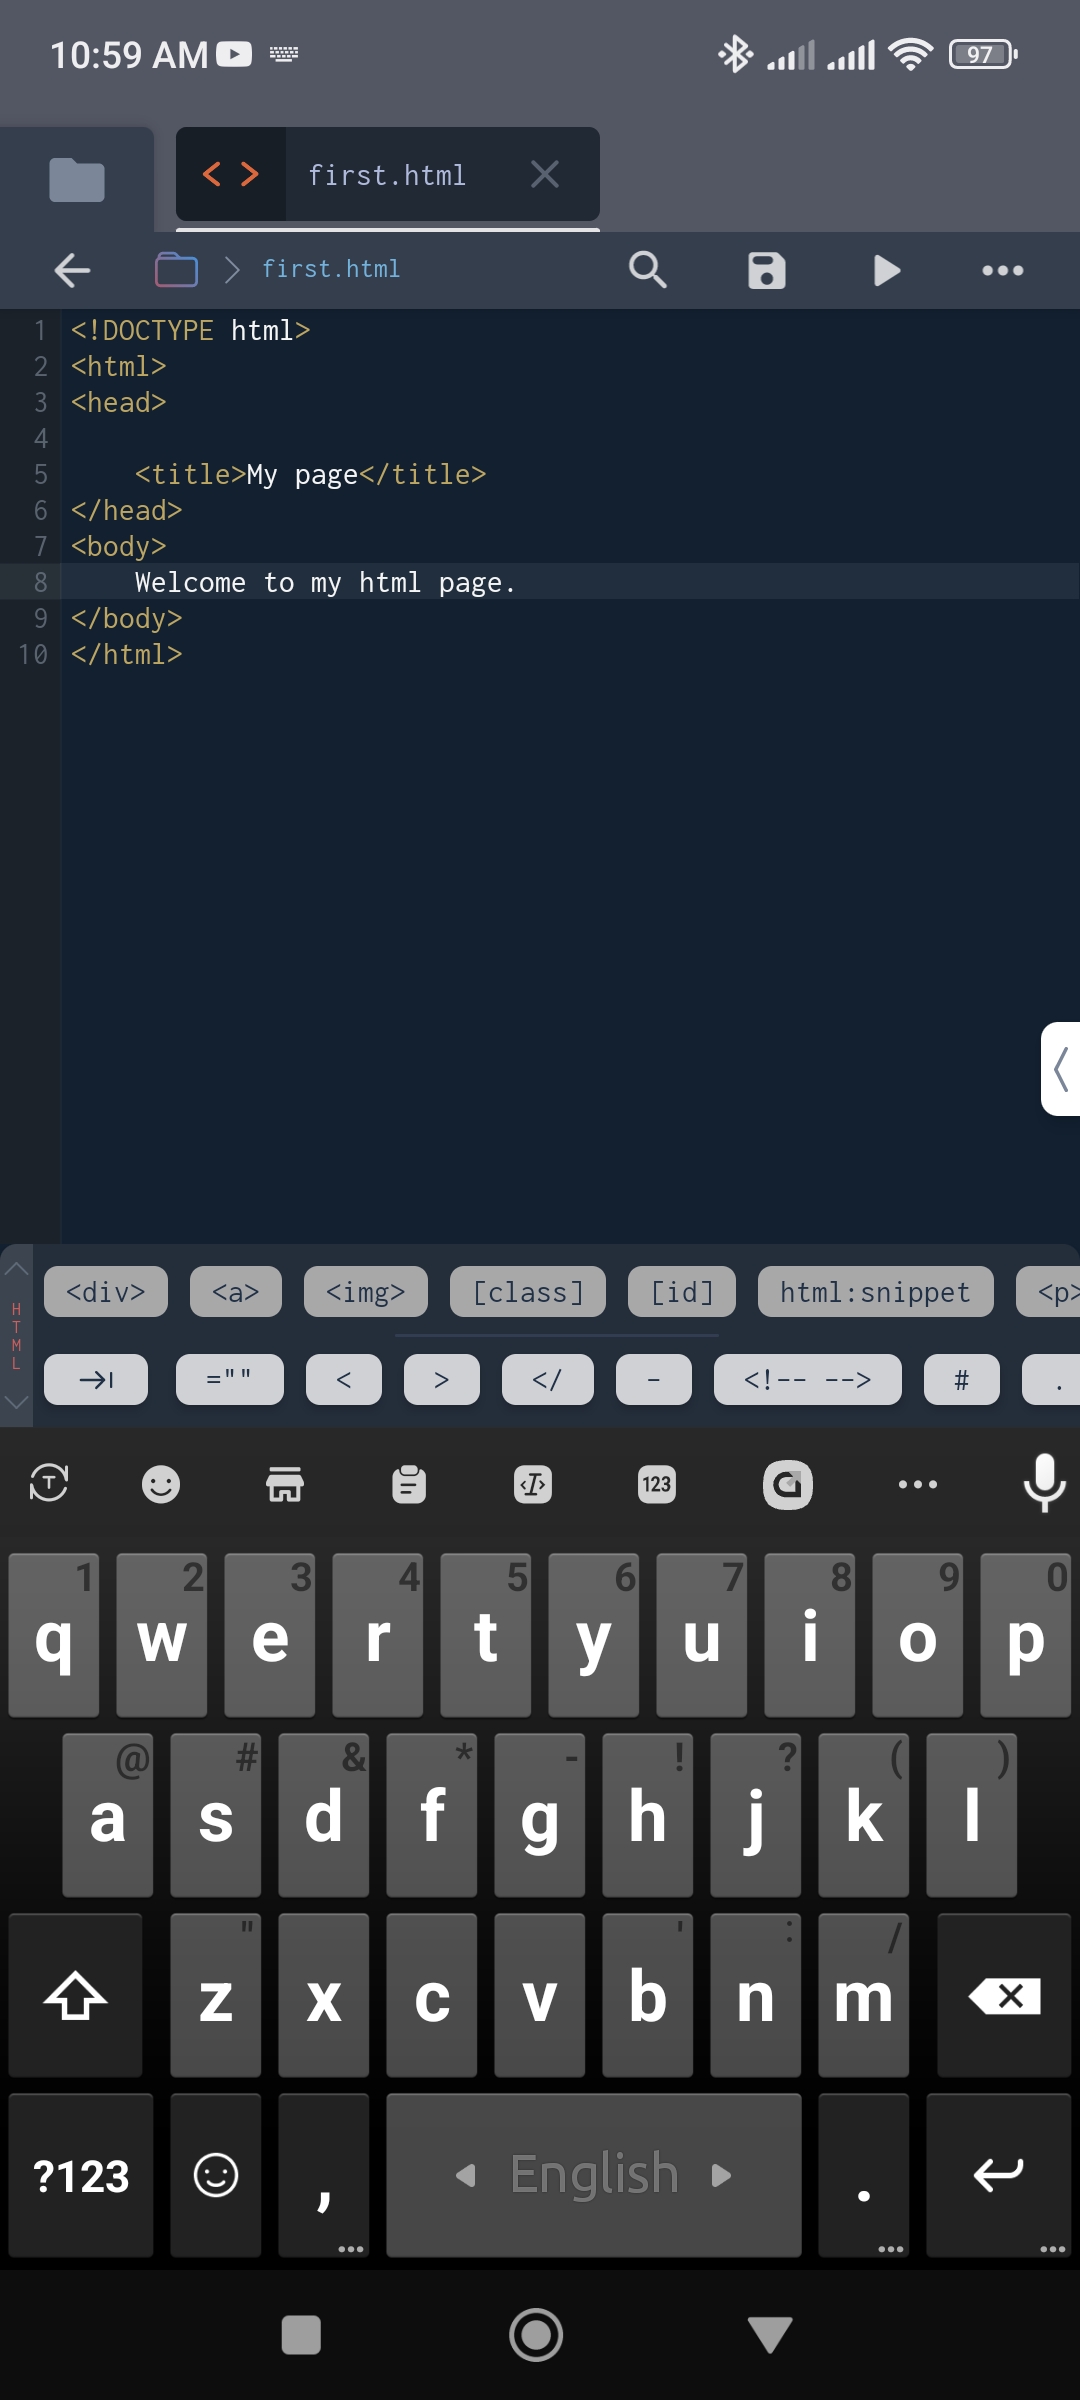 10:59 AM 97
< > first.html
first.html
1 <!DOCTYPE html>
2 <html>
3 <head>
4
5     <title>My page</title>
6 </head>
7 <body>
8     Welcome to my html page.
9 </body>
10 </html>
HTML
<div> <a> <img> [class] [id] html:snippet <p>
="" < > </ - <!-- --> # .
T 123
1 2 3 4 5 6 7 8 9 0
q w e r t y u i o p
@ # & * - ! ? ( )
a s d f g h j k l
" ' : /
z x c v b n m
?123 , English .